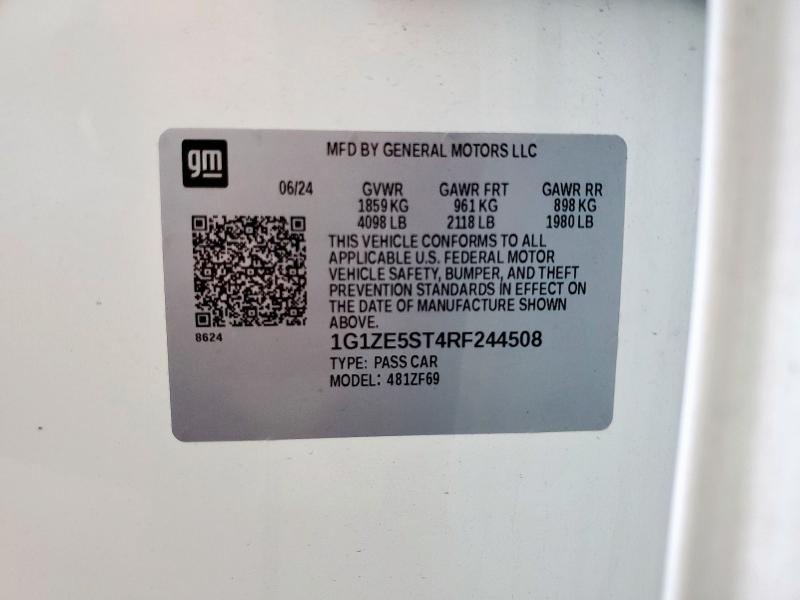 gm
MFD BY GENERAL MOTORS LLC
06/24 GVWR GAWR FRT GAWR RR
1859 KG 961 KG 898 KG
4098 LB 2118 LB 1980 LB
THIS VEHICLE CONFORMS TO ALL
APPLICABLE U.S. FEDERAL MOTOR
VEHICLE SAFETY, BUMPER, AND THEFT
PREVENTION STANDARDS IN EFFECT ON
THE DATE OF MANUFACTURE SHOWN
ABOVE.
8624
1G1ZE5ST4RF244508
TYPE: PASS CAR
MODEL: 481ZF69